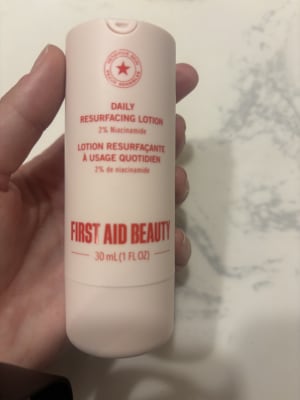 DAILY
RESURFACING LOTION
2% Niacinamide
LOTION RESURFAÇANTE
À USAGE QUOTIDIEN
2% de niacinamide
FIRST AID BEAUTY
30 mL (1 FL OZ)